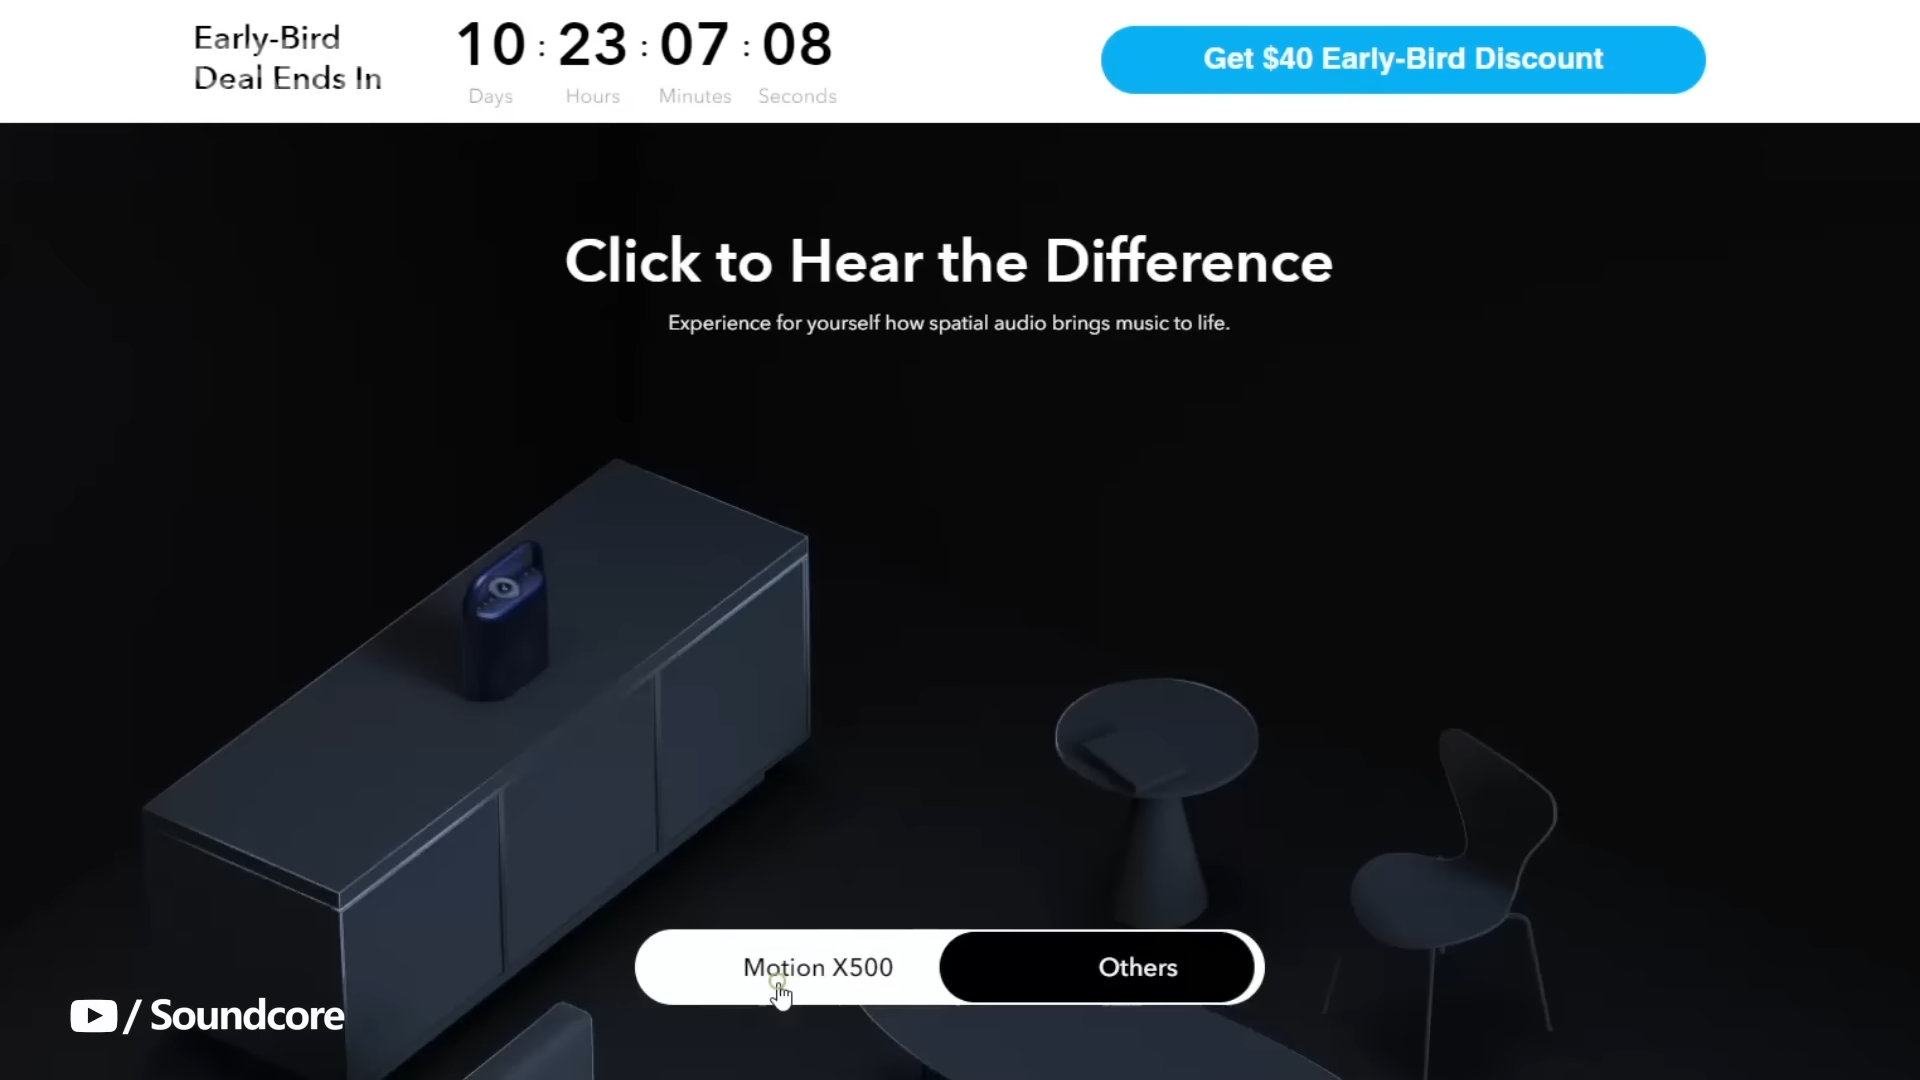 Early-Bird
Deal Ends In
10 : 23 : 07 : 08
Days Hours Minutes Seconds
Get $40 Early-Bird Discount
Click to Hear the Difference
Experience for yourself how spatial audio brings music to life.
Motion X500
Others
/ Soundcore